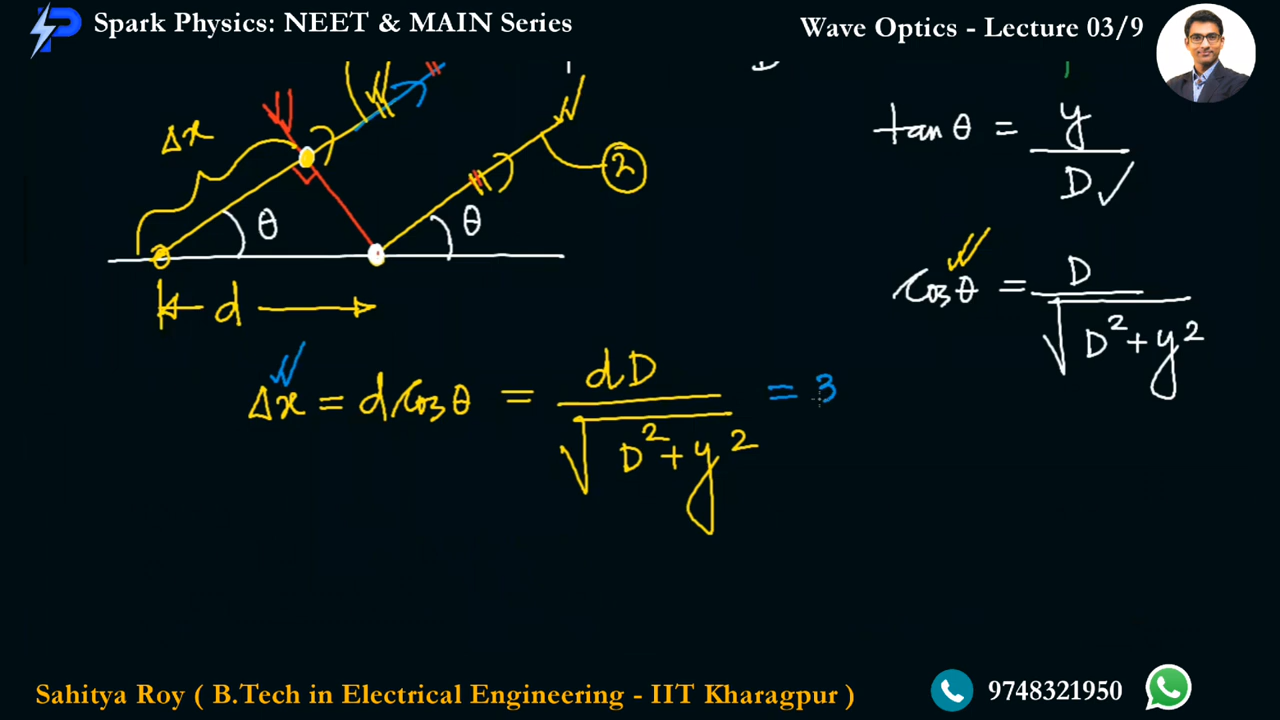 Spark Physics: NEET & MAIN Series
Wave Optics - Lecture 03/9
Δx
θ
θ
2
d
tanθ = y / D
cosθ = D / √(D²+y²)
Δx = d cosθ = dD / √(D²+y²) = 3
Sahitya Roy ( B.Tech in Electrical Engineering - IIT Kharagpur )
9748321950